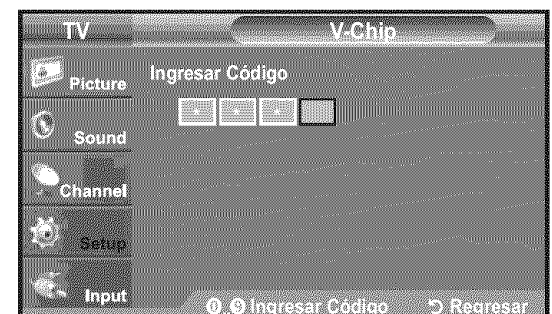 TV
V-Chip
Picture
Ingresar Código
Sound
Channel
Setup
Input
0..9 Ingresar Código
Regresar